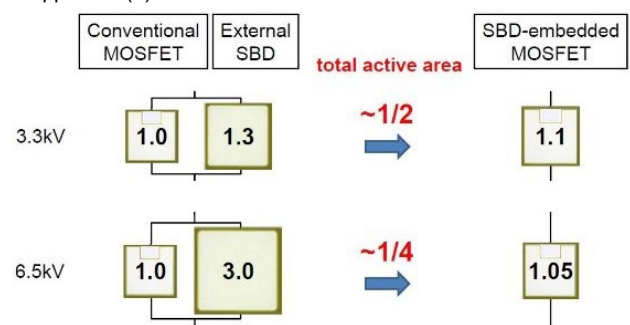 Conventional
MOSFET
External
SBD
SBD-embedded
MOSFET
total active area
3.3kV
1.0
1.3
~1/2
1.1
6.5kV
1.0
3.0
~1/4
1.05